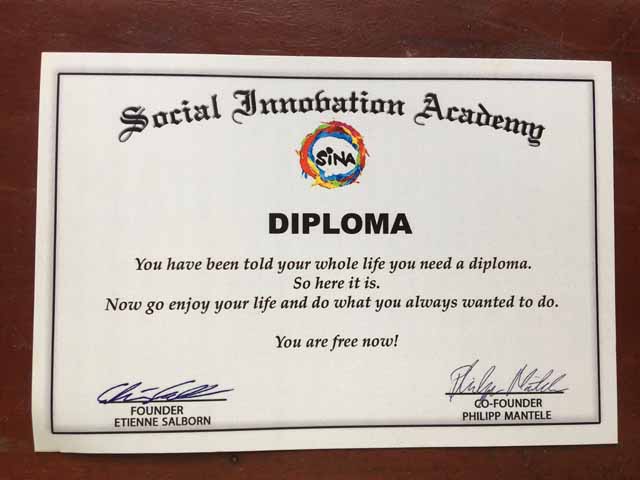 Social Innovation Academy
SiNA
DIPLOMA
You have been told your whole life you need a diploma.
So here it is.
Now go enjoy your life and do what you always wanted to do.
You are free now!
FOUNDER
ETIENNE SALBORN
CO-FOUNDER
PHILIPP MANTELE